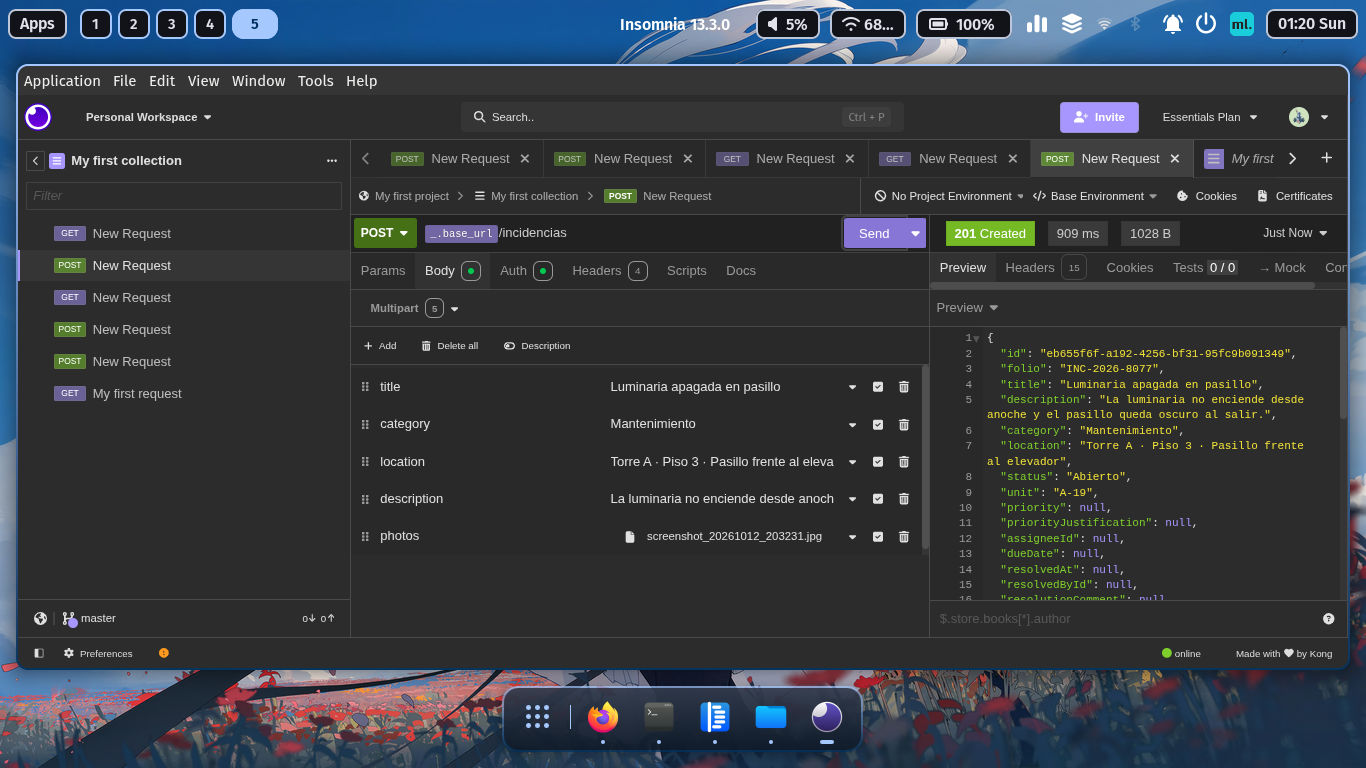 Apps 1 2 3 4 5 Insomnia 13.3.0 5% 68... 100% ml. 01:20 Sun
Application File Edit View Window Tools Help
Personal Workspace Search.. Ctrl + P Invite Essentials Plan
My first collection ...
POST New Request POST New Request GET New Request GET New Request POST New Request My first
Filter
My first project My first collection POST New Request No Project Environment Base Environment Cookies Certificates
GET New Request
POST New Request
GET New Request
POST New Request
POST New Request
GET My first request
POST _.base_url /incidencias Send 201 Created 909 ms 1028 B Just Now
Params Body Auth Headers 4 Scripts Docs
Preview Headers 15 Cookies Tests 0 / 0 → Mock Con
Multipart 5
Preview
Add Delete all Description
title Luminaria apagada en pasillo
category Mantenimiento
location Torre A · Piso 3 · Pasillo frente al eleva
description La luminaria no enciende desde anoch
photos screenshot_20261012_203231.jpg
1 {
2 "id": "eb655f6f-a192-4256-bf31-95fc9b091349",
3 "folio": "INC-2026-8077",
4 "title": "Luminaria apagada en pasillo",
5 "description": "La luminaria no enciende desde
anoche y el pasillo queda oscuro al salir.",
6 "category": "Mantenimiento",
7 "location": "Torre A · Piso 3 · Pasillo frente
al elevador",
8 "status": "Abierto",
9 "unit": "A-19",
10 "priority": null,
11 "priorityJustification": null,
12 "assigneeId": null,
13 "dueDate": null,
14 "resolvedAt": null,
15 "resolvedById": null,
16 "resolutionComment": null
master 0↓ 0↑
$.store.books[*].author
Preferences online Made with by Kong